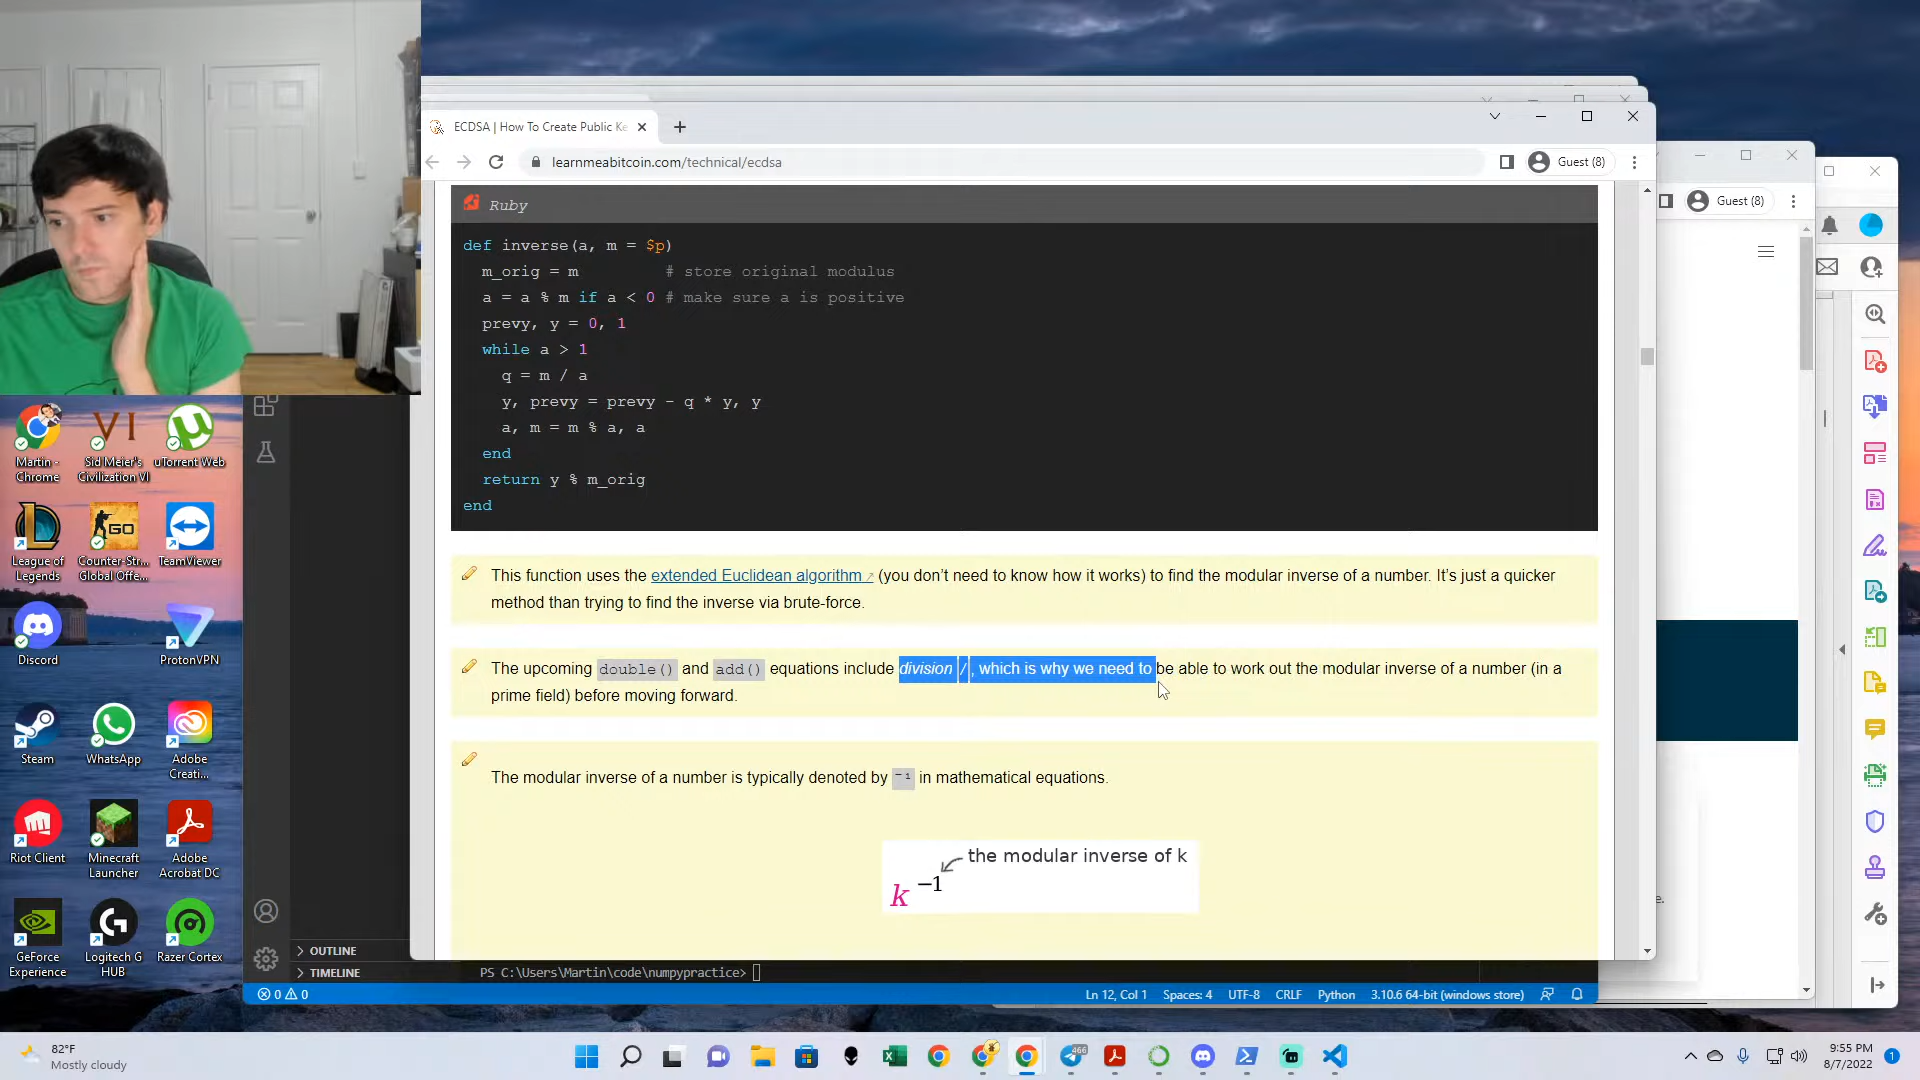 ECDSA | How To Create Public Ke
learnmeabitcoin.com/technical/ecdsa
Guest (8)
Guest (8)
Ruby
def inverse(a, m = $p)
m_orig = m # store original modulus
a = a % m if a < 0 # make sure a is positive
prevy, y = 0, 1
while a > 1
q = m / a
y, prevy = prevy - q * y, y
a, m = m % a, a
end
return y % m_orig
end
This function uses the extended Euclidean algorithm (you don't need to know how it works) to find the modular inverse of a number. It's just a quicker
method than trying to find the inverse via brute-force.
The upcoming double() and add() equations include division /, which is why we need to be able to work out the modular inverse of a number (in a
prime field) before moving forward.
The modular inverse of a number is typically denoted by ⁻¹ in mathematical equations.
the modular inverse of k
k⁻¹
Martin -
Chrome
VI
Sid Meier's
Civilization VI
uTorrent Web
League of
Legends
GO
Counter-Str...
Global Offe...
TeamViewer
Discord
ProtonVPN
Steam
WhatsApp
Adobe
Creati...
Riot Client
Minecraft
Launcher
Adobe
Acrobat DC
GeForce
Experience
Logitech G
HUB
Razer Cortex
OUTLINE
TIMELINE
PS C:\Users\Martin\code\numpypractice>
0 0
Ln 12, Col 1
Spaces: 4
UTF-8
CRLF
Python
3.10.6 64-bit (windows store)
e.
82°F
Mostly cloudy
466
9:55 PM
8/7/2022
1